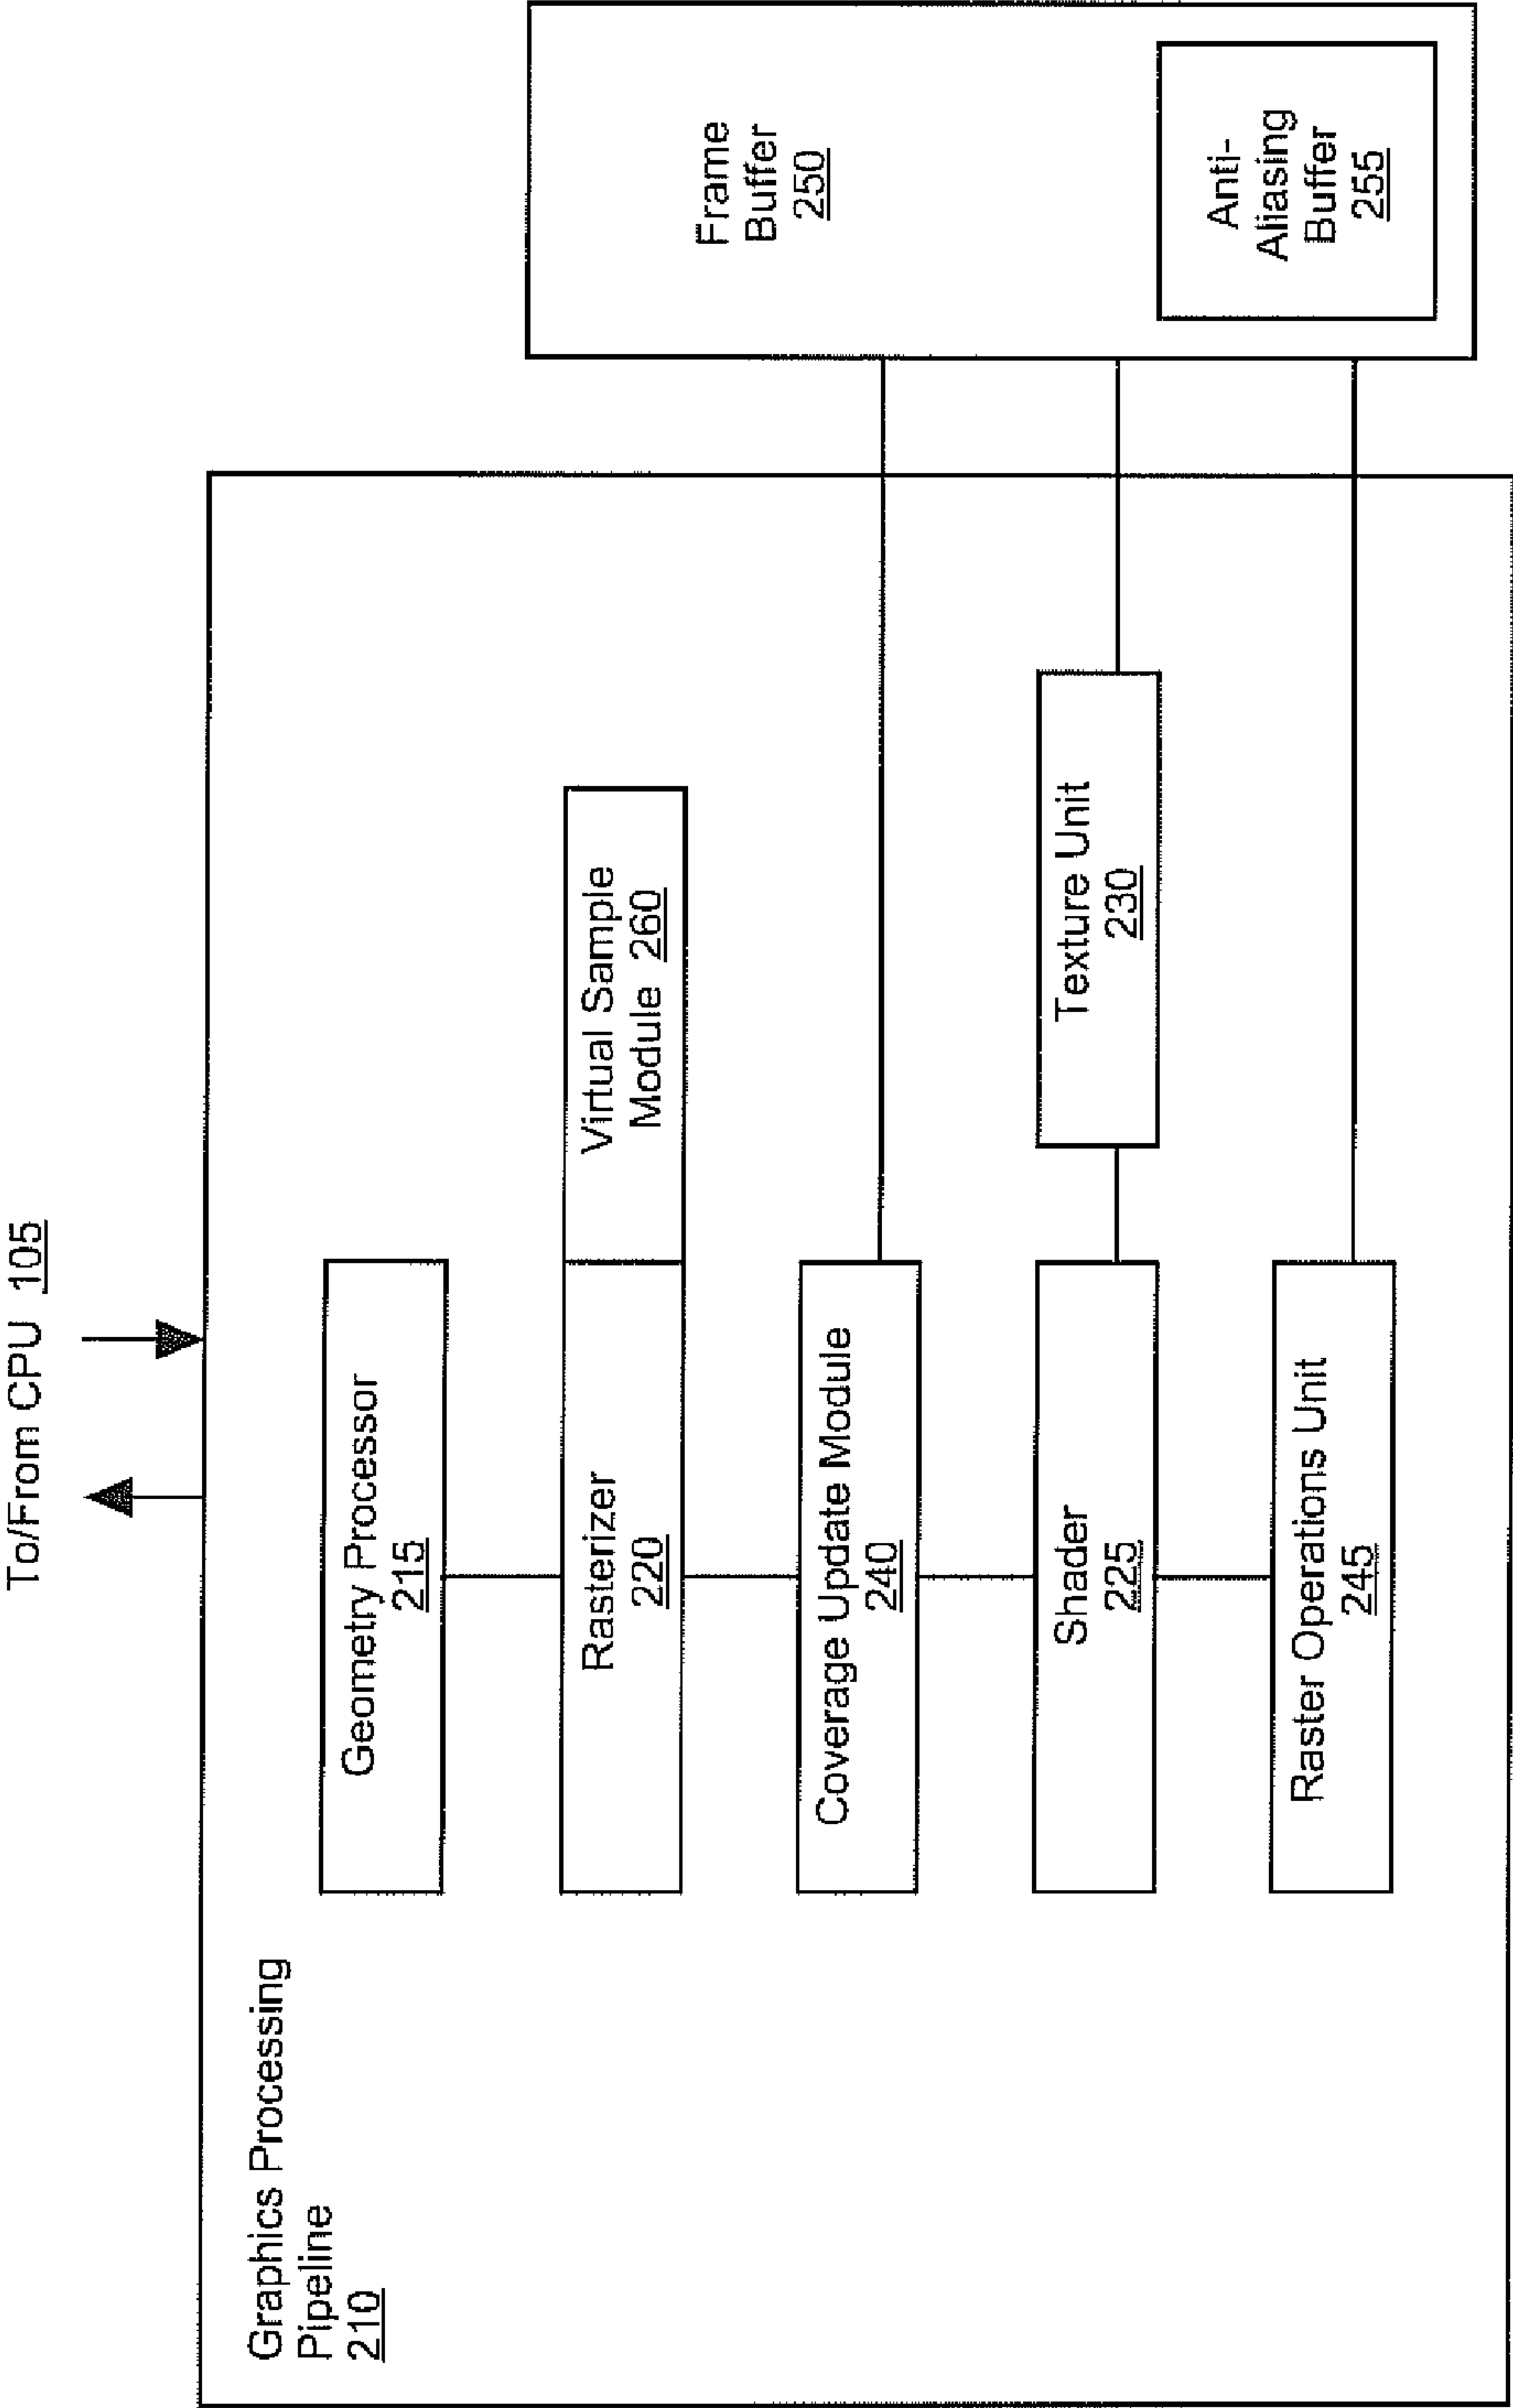 To/From CPU 105
Graphics Processing
Pipeline
210
Geometry Processor
215
Rasterizer
220
Virtual Sample
Module 260
Coverage Update Module
240
Shader
225
Texture Unit
230
Raster Operations Unit
245
Frame
Buffer
250
Anti-
Aliasing
Buffer
255